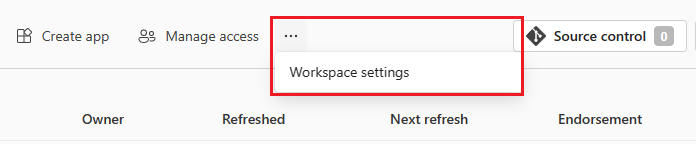 Create app Manage access ... Source control 0
Workspace settings
Owner Refreshed Next refresh Endorsement